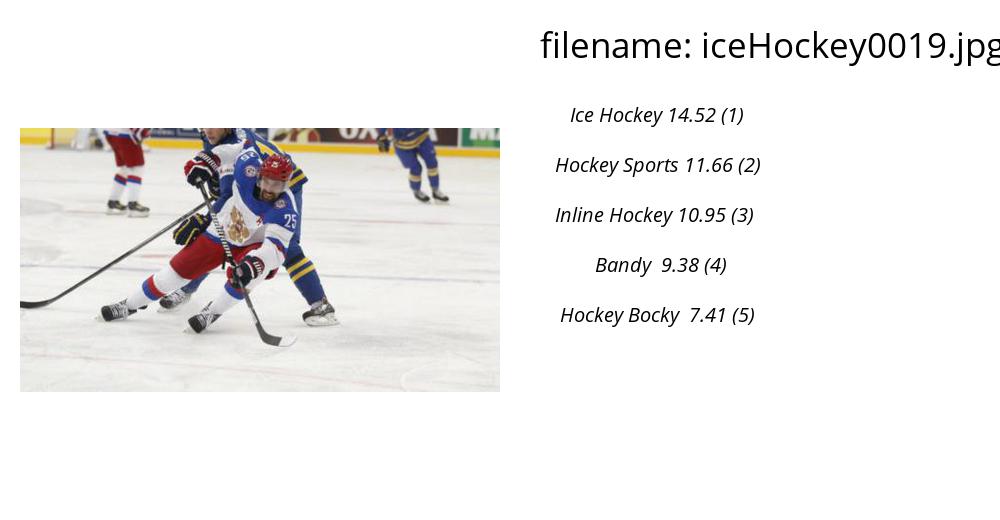 filename: iceHockey0019.jpg
Ice Hockey 14.52 (1)
Hockey Sports 11.66 (2)
Inline Hockey 10.95 (3)
Bandy 9.38 (4)
Hockey Bocky 7.41 (5)
25